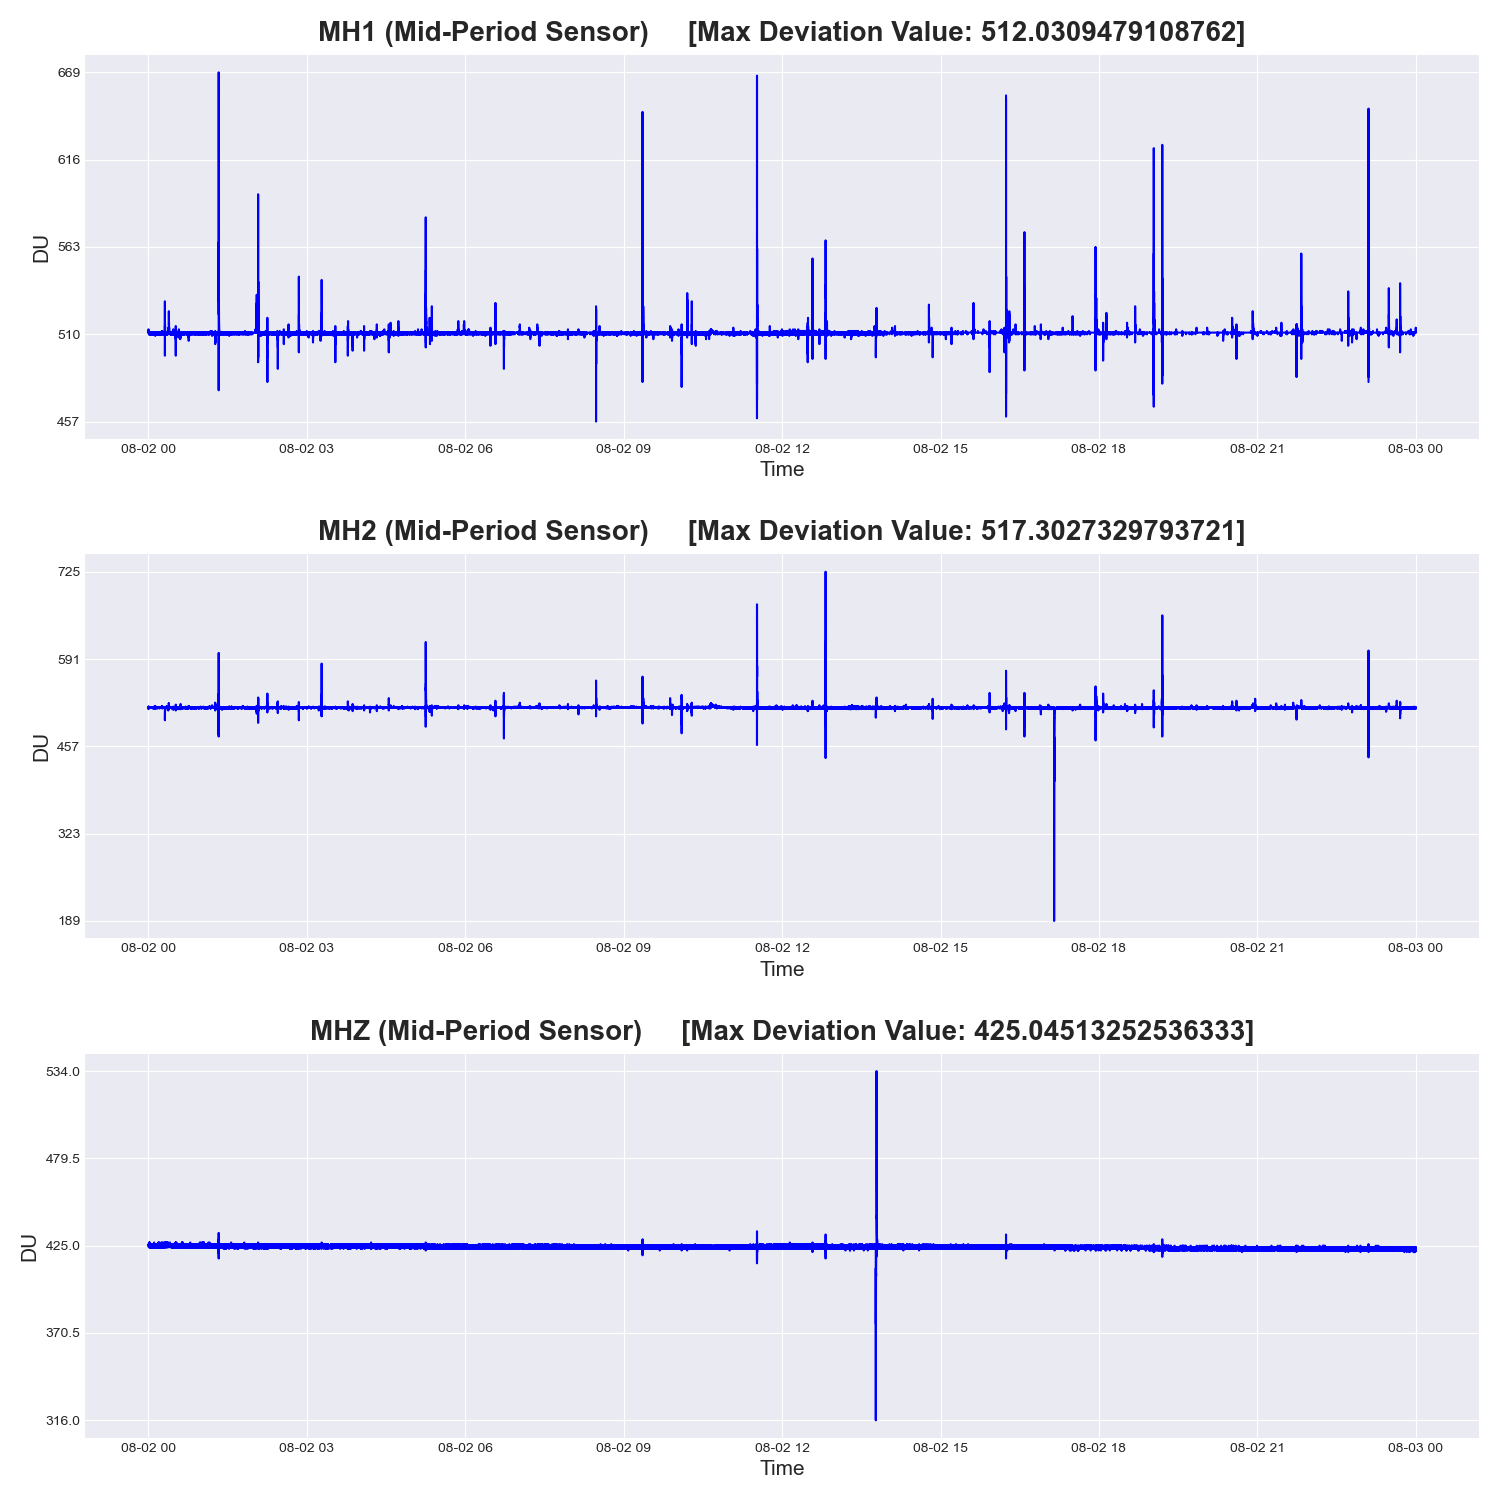 MH1 (Mid-Period Sensor) [Max Deviation Value: 512.0309479108762]
669
616
563
510
457
DU
08-02 00 08-02 03 08-02 06 08-02 09 08-02 12 08-02 15 08-02 18 08-02 21 08-03 00
Time
MH2 (Mid-Period Sensor) [Max Deviation Value: 517.3027329793721]
725
591
457
323
189
DU
08-02 00 08-02 03 08-02 06 08-02 09 08-02 12 08-02 15 08-02 18 08-02 21 08-03 00
Time
MHZ (Mid-Period Sensor) [Max Deviation Value: 425.04513252536333]
534.0
479.5
425.0
370.5
316.0
DU
08-02 00 08-02 03 08-02 06 08-02 09 08-02 12 08-02 15 08-02 18 08-02 21 08-03 00
Time